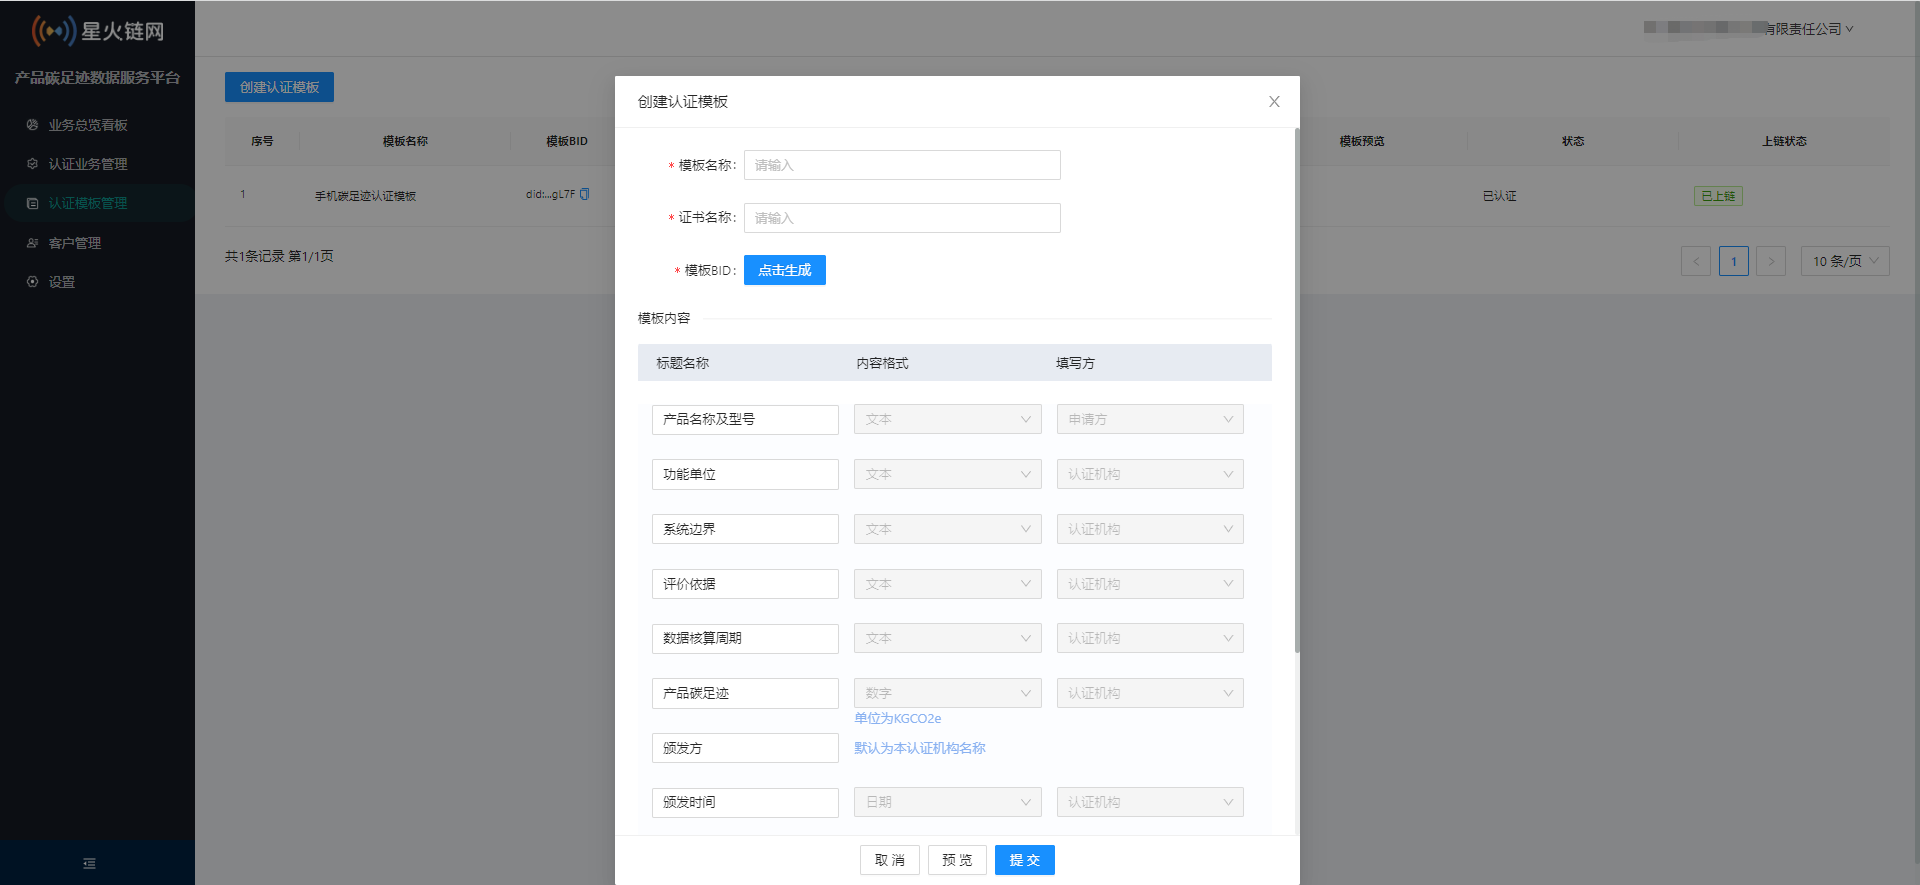 星火链网
产品碳足迹数据服务平台
业务总览看板
认证业务管理
认证模板管理
客户管理
设置
有限责任公司
创建认证模板
序号 模板名称 模板BID 模板预览 状态 上链状态
1 手机碳足迹认证模板 did:...gL7F 已认证 已上链
共1条记录 第1/1页
< 1 > 10 条/页
创建认证模板
* 模板名称: 请输入
* 证书名称: 请输入
* 模板BID: 点击生成
模板内容
标题名称 内容格式 填写方
产品名称及型号 文本 申请方
功能单位 文本 认证机构
系统边界 文本 认证机构
评价依据 文本 认证机构
数据核算周期 文本 认证机构
产品碳足迹 数字 认证机构
单位为KGCO2e
颁发方 默认为本认证机构名称
颁发时间 日期 认证机构
取 消 预 览 提 交